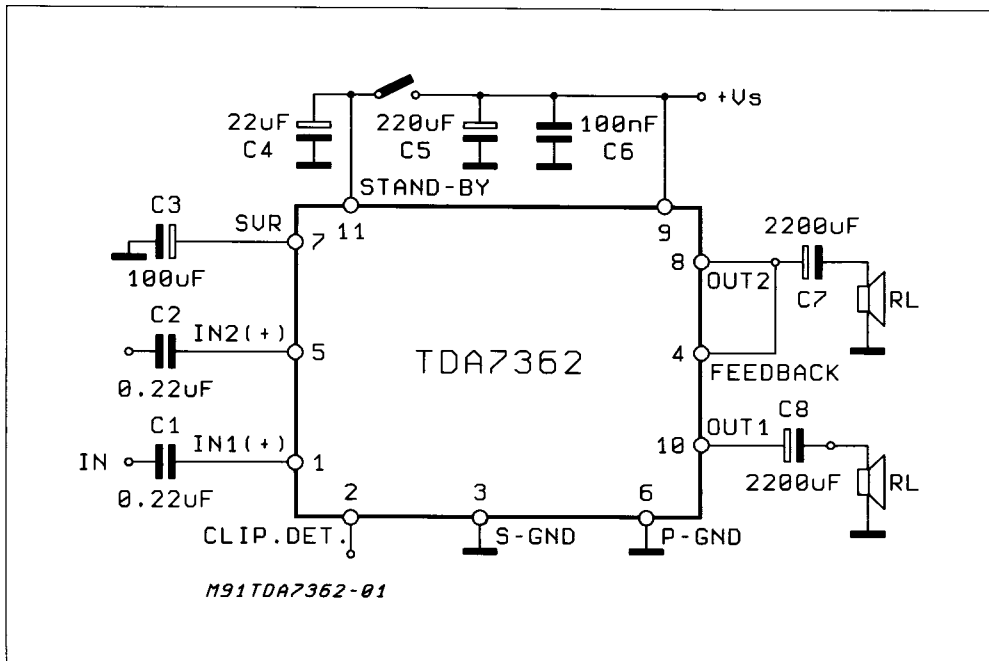 +Vs
22uF
C4
220uF
C5
100nF
C6
STAND-BY
C3
SVR
100uF
7
11
9
8
2200uF
OUT2
C7
RL
C2
IN2(+)
5
0.22uF
TDA7362
4
FEEDBACK
C8
OUT1
10
2200uF
RL
C1
IN1(+)
IN
1
0.22uF
2
3
6
CLIP.DET.
S-GND
P-GND
M91TDA7362-01